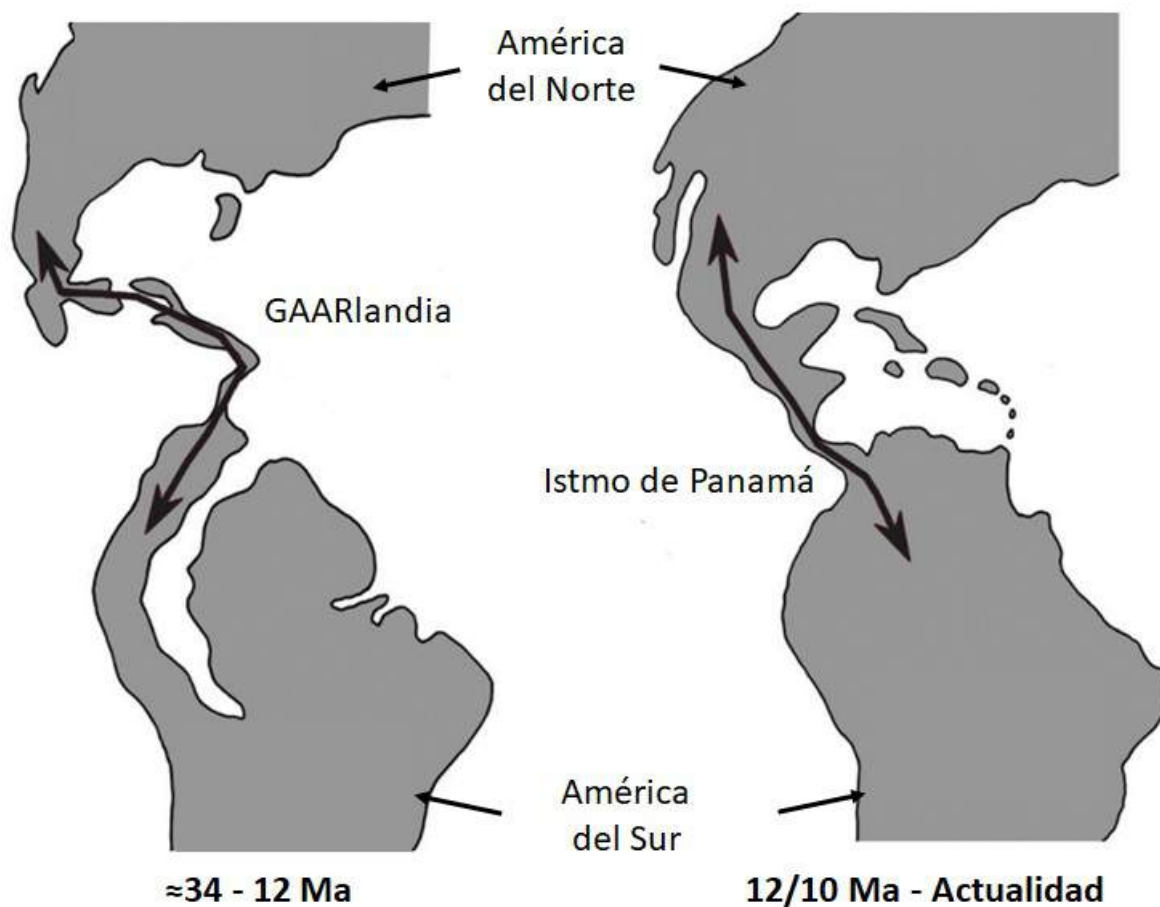 América
del Norte
GAARlandia
Istmo de Panamá
América
del Sur
≈34 - 12 Ma
12/10 Ma - Actualidad